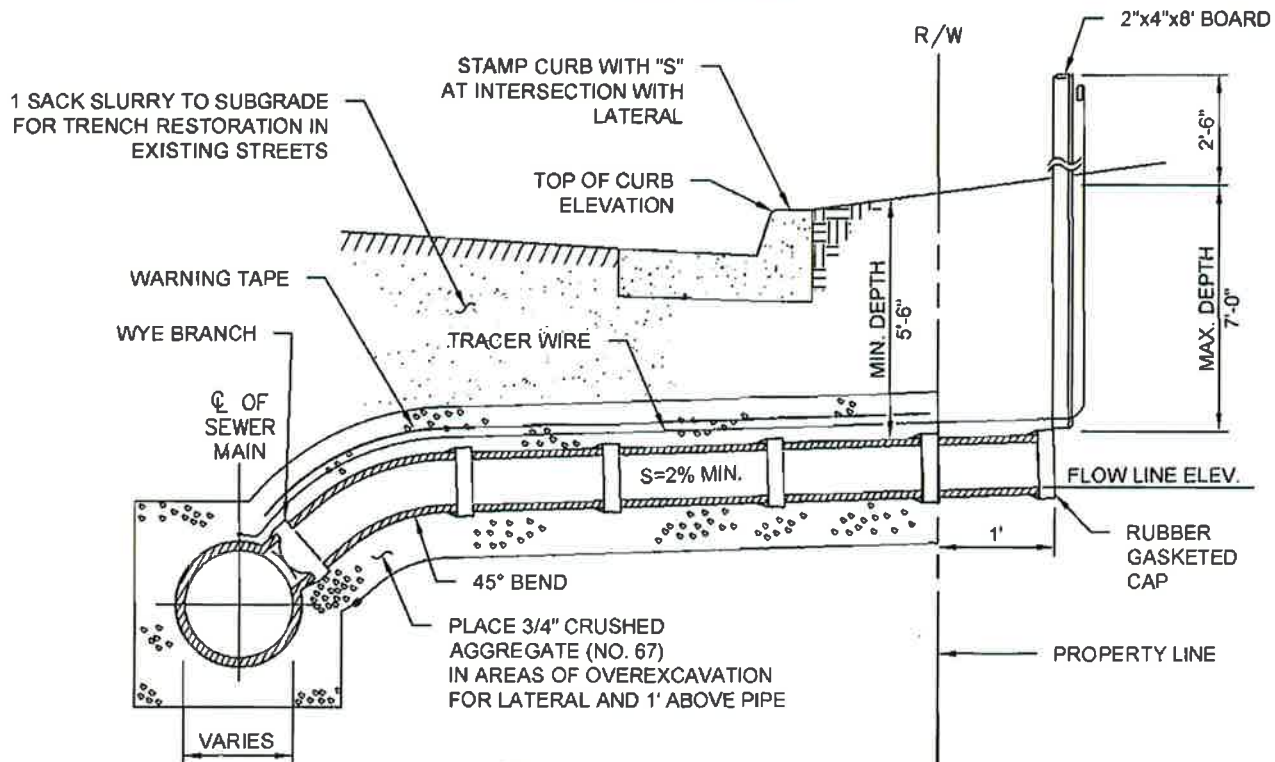 2"x4"x8' BOARD
R/W
STAMP CURB WITH "S"
AT INTERSECTION WITH
LATERAL
1 SACK SLURRY TO SUBGRADE
FOR TRENCH RESTORATION IN
EXISTING STREETS
2'-6"
TOP OF CURB
ELEVATION
WARNING TAPE
WYE BRANCH
TRACER WIRE
MIN. DEPTH
5'-6"
MAX. DEPTH
7'-0"
℄ OF
SEWER
MAIN
S=2% MIN.
FLOW LINE ELEV.
1'
RUBBER
GASKETED
CAP
45° BEND
PLACE 3/4" CRUSHED
AGGREGATE (NO. 67)
IN AREAS OF OVEREXCAVATION
FOR LATERAL AND 1' ABOVE PIPE
PROPERTY LINE
VARIES